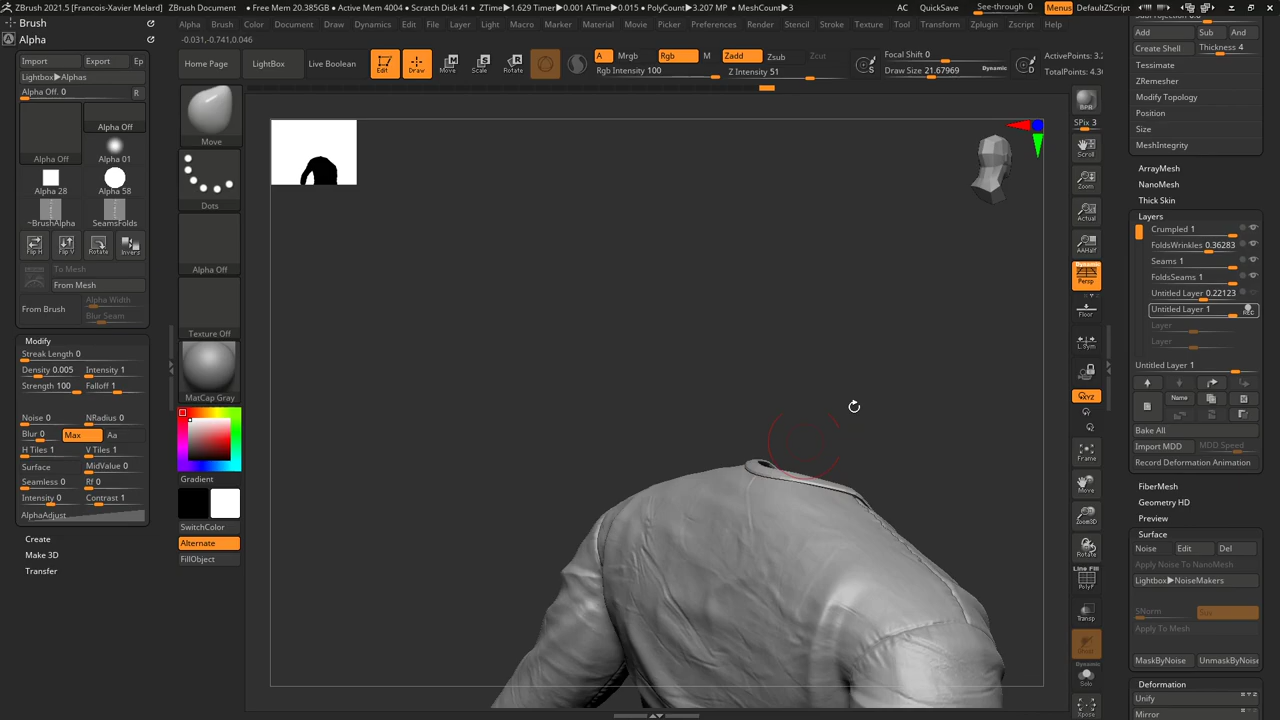 ZBrush 2021.5 [Francois-Xavier Melard]
ZBrush Document
• Free Mem 20.385GB • Active Mem 4404 • Scratch Disk 41 • ZTime▶1.629 Timer▶0.001 ATime▶0.015 • PolyCount▶3.207 MP • MeshCount▶3
AC
QuickSave
See-through 0
Menus
DefaultZScript
Brush
Alpha
Brush
Color
Document
Draw
Dynamics
Edit
File
Layer
Light
Macro
Marker
Material
Movie
Picker
Preferences
Render
Stencil
Stroke
Texture
Tool
Transform
Zplugin
Zscript
Help
Alpha
-0.031,-0.741,0.046
Import
Export
Ep
Lightbox▶Alphas
Alpha Off. 0
R
Alpha Off
Alpha Off
Alpha 01
Alpha 28
Alpha 58
~BrushAlpha
SeamsFolds
Flip H
Flip V
Rotate
Invers
To Mesh
From Mesh
From Brush
Alpha Width
Blur Seam
Modify
Streak Length 0
Density 0.005
Intensity 1
Strength 100
Falloff 1
Noise 0
NRadius 0
Blur 0
Max
Aa
H Tiles 1
V Tiles 1
Surface
MidValue 0
Seamless 0
Rf 0
Intensity 0
Contrast 1
AlphaAdjust
Create
Make 3D
Transfer
Home Page
LightBox
Live Boolean
Edit
Draw
Move
Scale
Rotate
A
Mrgb
Rgb
M
Rgb Intensity 100
Zadd
Zsub
Zcut
Z Intensity 51
S
Focal Shift 0
Draw Size 21.67969
Dynamic
D
ActivePoints: 3.2
TotalPoints: 4.3
Move
Dots
Alpha Off
Texture Off
MatCap Gray
Gradient
SwitchColor
Alternate
FillObject
BPR
SPix 3
Scroll
Zoom
Actual
AAHalf
Dynamic
Persp
Floor
L.Sym
XYZ
Frame
Move
Zoom3D
Rotate
Line Fill
PolyF
Transp
Dynamic
Solo
Xpose
Add
Sub
And
Create Shell
Thickness 4
Tessimate
ZRemesher
Modify Topology
Position
Size
MeshIntegrity
ArrayMesh
NanoMesh
Thick Skin
Layers
Crumpled 1
FoldsWrinkles 0.36283
Seams 1
FoldsSeams 1
Untitled Layer 0.22123
Untitled Layer 1
REC
Layer
Layer
Untitled Layer 1
Name
Bake All
Import MDD
MDD Speed
Record Deformation Animation
FiberMesh
Geometry HD
Preview
Surface
Noise
Edit
Del
Apply Noise To NanoMesh
Lightbox▶NoiseMakers
SNorm
Apply To Mesh
MaskByNoise
UnmaskByNoise
Deformation
Unify
Mirror